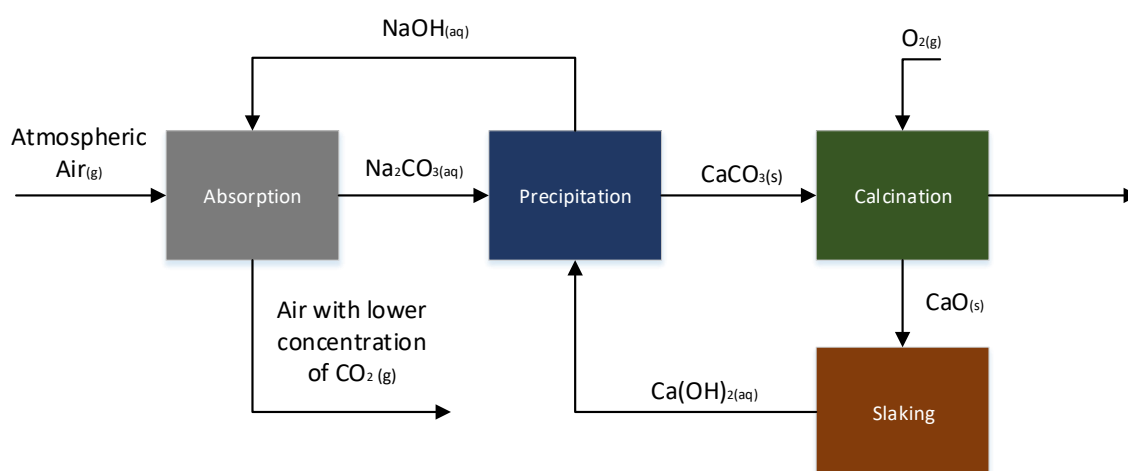 NaOH(aq)
O₂(g)
Atmospheric
Air(g)
Absorption
Na₂CO₃(aq)
Precipitation
CaCO₃(s)
Calcination
Air with lower
concentration
of CO₂ (g)
CaO(s)
Ca(OH)₂(aq)
Slaking